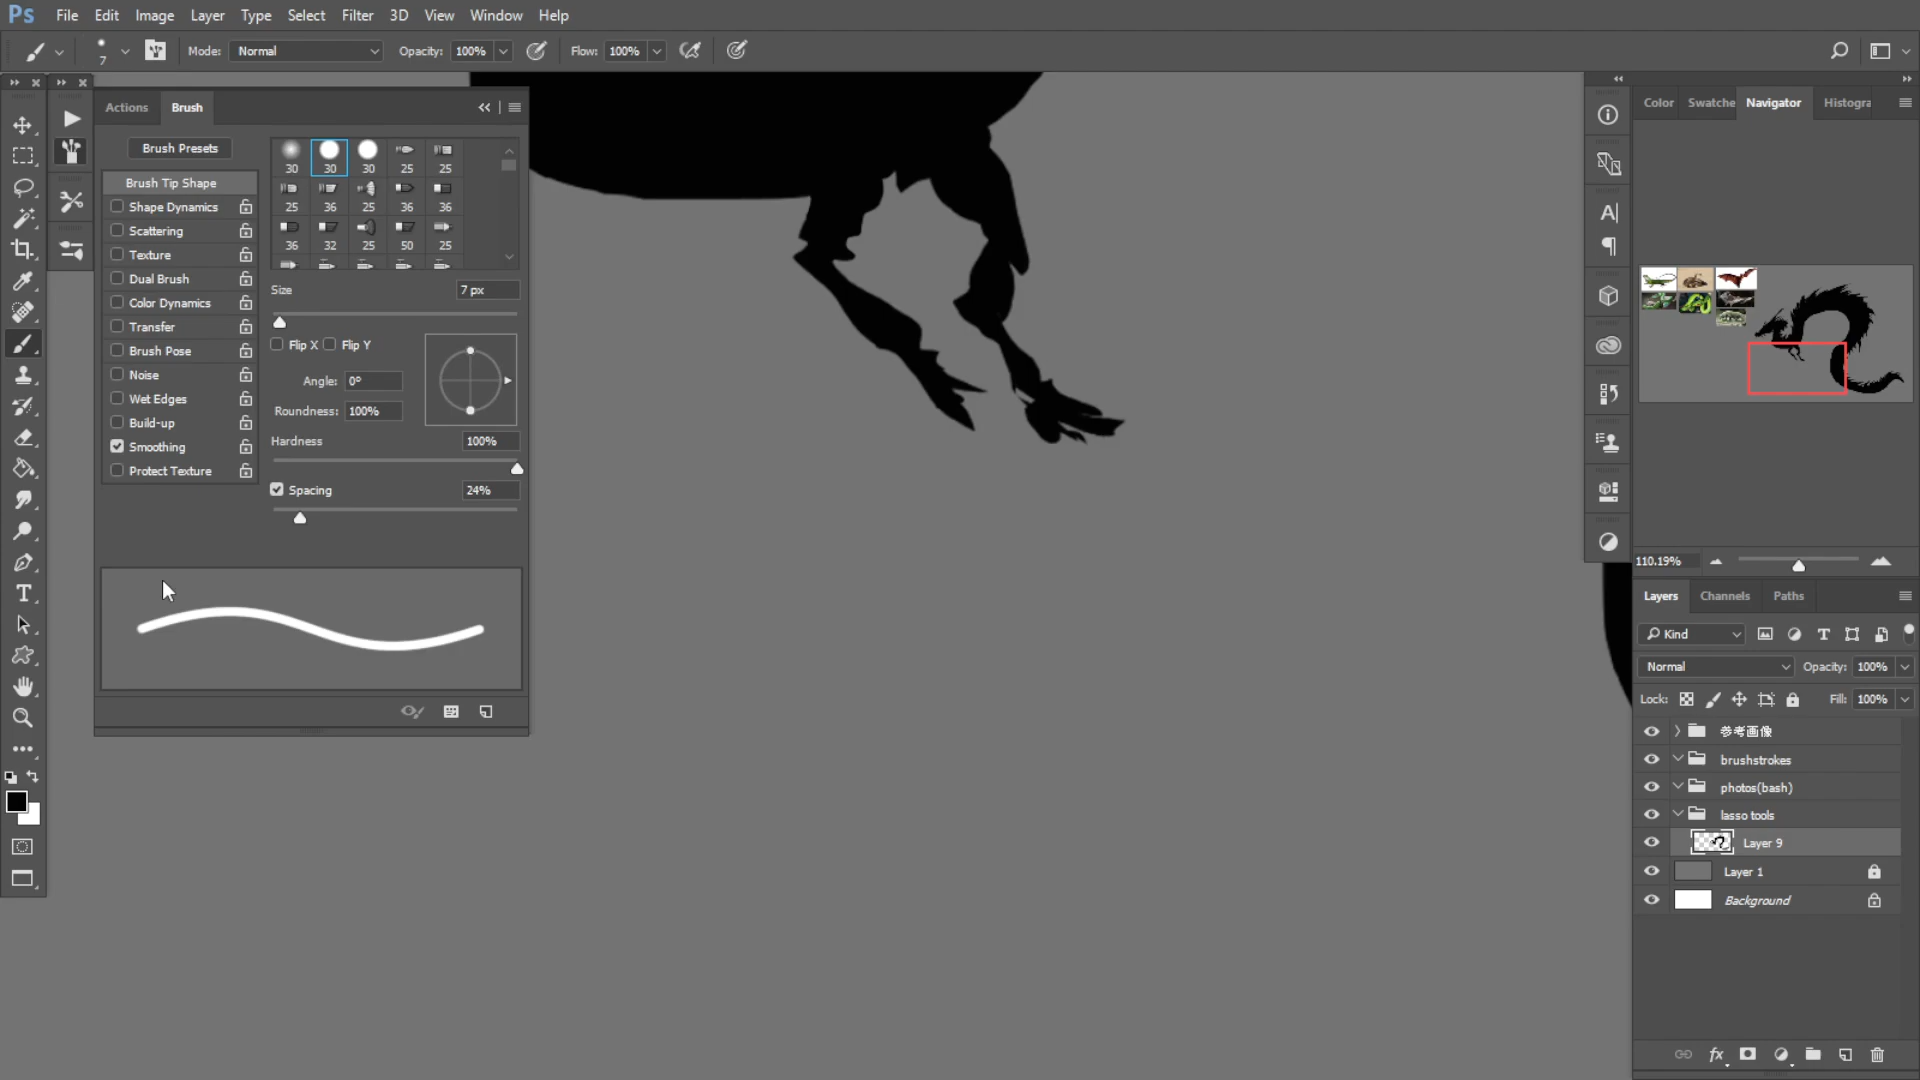 Ps File Edit Image Layer Type Select Filter 3D View Window Help
7 Mode: Normal Opacity: 100% Flow: 100%
Actions Brush
Brush Presets
Brush Tip Shape
Shape Dynamics
Scattering
Texture
Dual Brush
Color Dynamics
Transfer
Brush Pose
Noise
Wet Edges
Build-up
Smoothing
Protect Texture
30 30 30 25 25
25 36 25 36 36
36 32 25 50 25
Size 7 px
Flip X Flip Y
Angle: 0°
Roundness: 100%
Hardness 100%
Spacing 24%
Color Swatche Navigator Histogra
110.19%
Layers Channels Paths
Kind
Normal Opacity: 100%
Lock: Fill: 100%
参考画像
brushstrokes
photos(bash)
lasso tools
Layer 9
Layer 1
Background